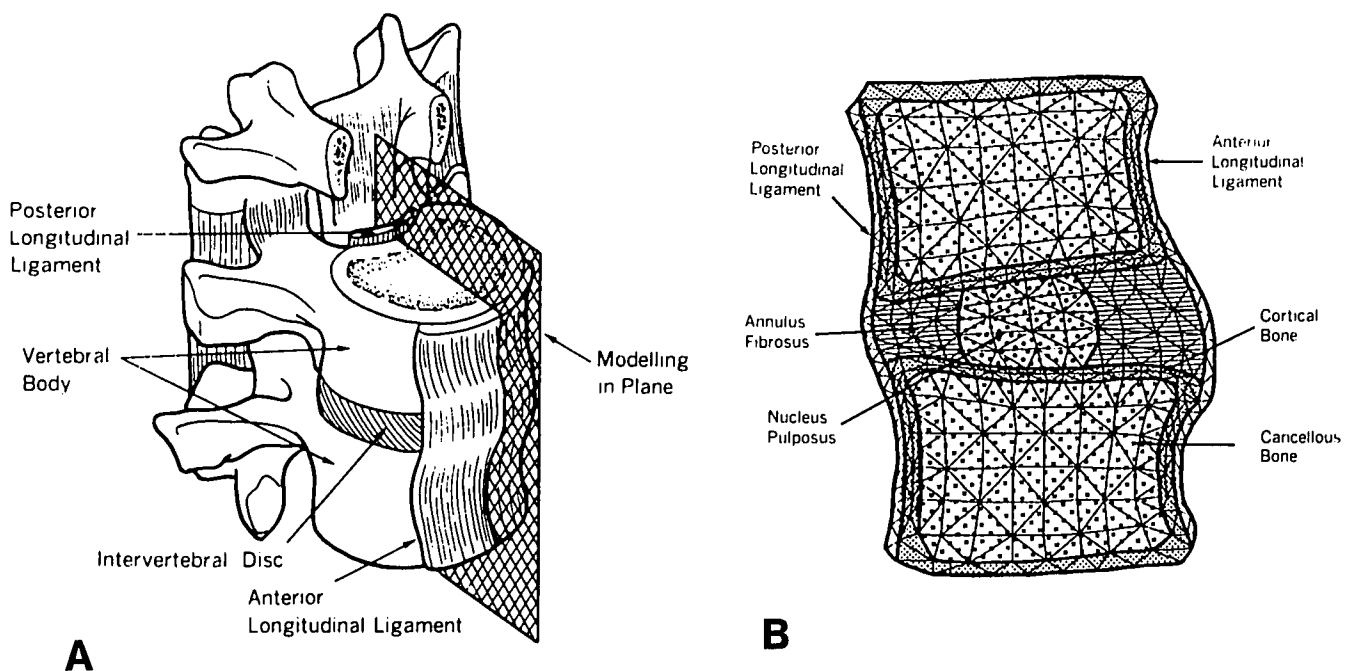 Posterior
Longitudinal
Ligament
Vertebral
Body
Intervertebral Disc
Anterior
Longitudinal Ligament
Modelling
in Plane
A
Posterior
Longitudinal
Ligament
Anterior
Longitudinal
Ligament
Annulus
Fibrosus
Cortical
Bone
Nucleus
Pulposus
Cancellous
Bone
B